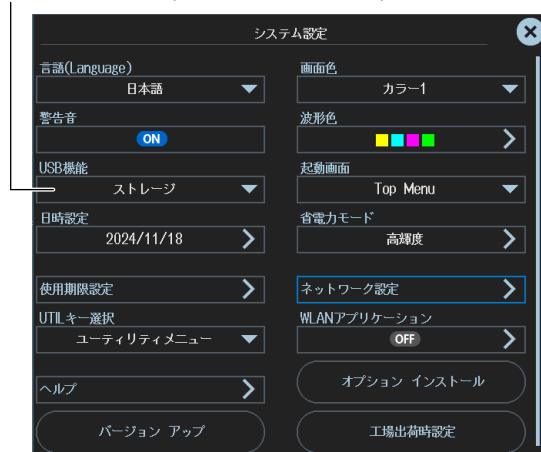 システム設定
言語(Language)
日本語
画面色
カラー1
警告音
ON
波形色
USB機能
ストレージ
起動画面
Top Menu
日時設定
2024/11/18
省電力モード
高輝度
使用期限設定
ネットワーク設定
UTILキー選択
ユーティリティメニュー
WLANアプリケーション
OFF
ヘルプ
オプション インストール
バージョン アップ
工場出荷時設定